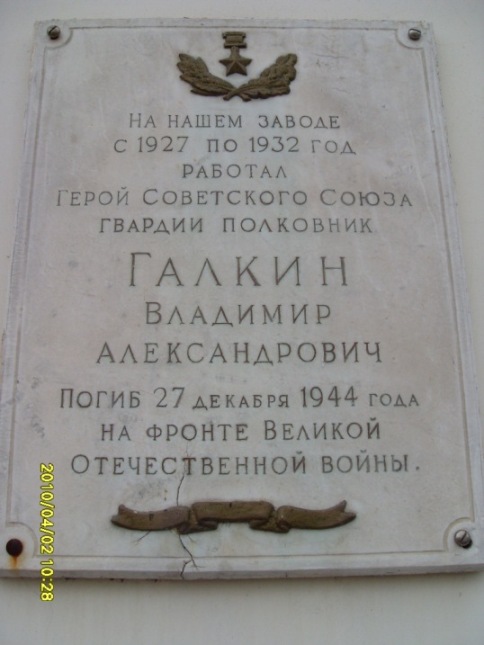 На нашем заводе
с 1927 по 1932 год
работал
Герой Советского Союза
гвардии полковник
Галкин
Владимир
Александрович
Погиб 27 декабря 1944 года
на фронте Великой
Отечественной войны.
2010/04/02 10:28